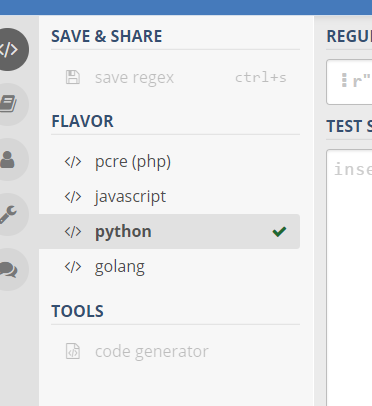 SAVE & SHARE
save regex ctrl+s
FLAVOR
</> pcre (php)
</> javascript
</> python
</> golang
TOOLS
code generator
REGU
r"
TEST S
inse